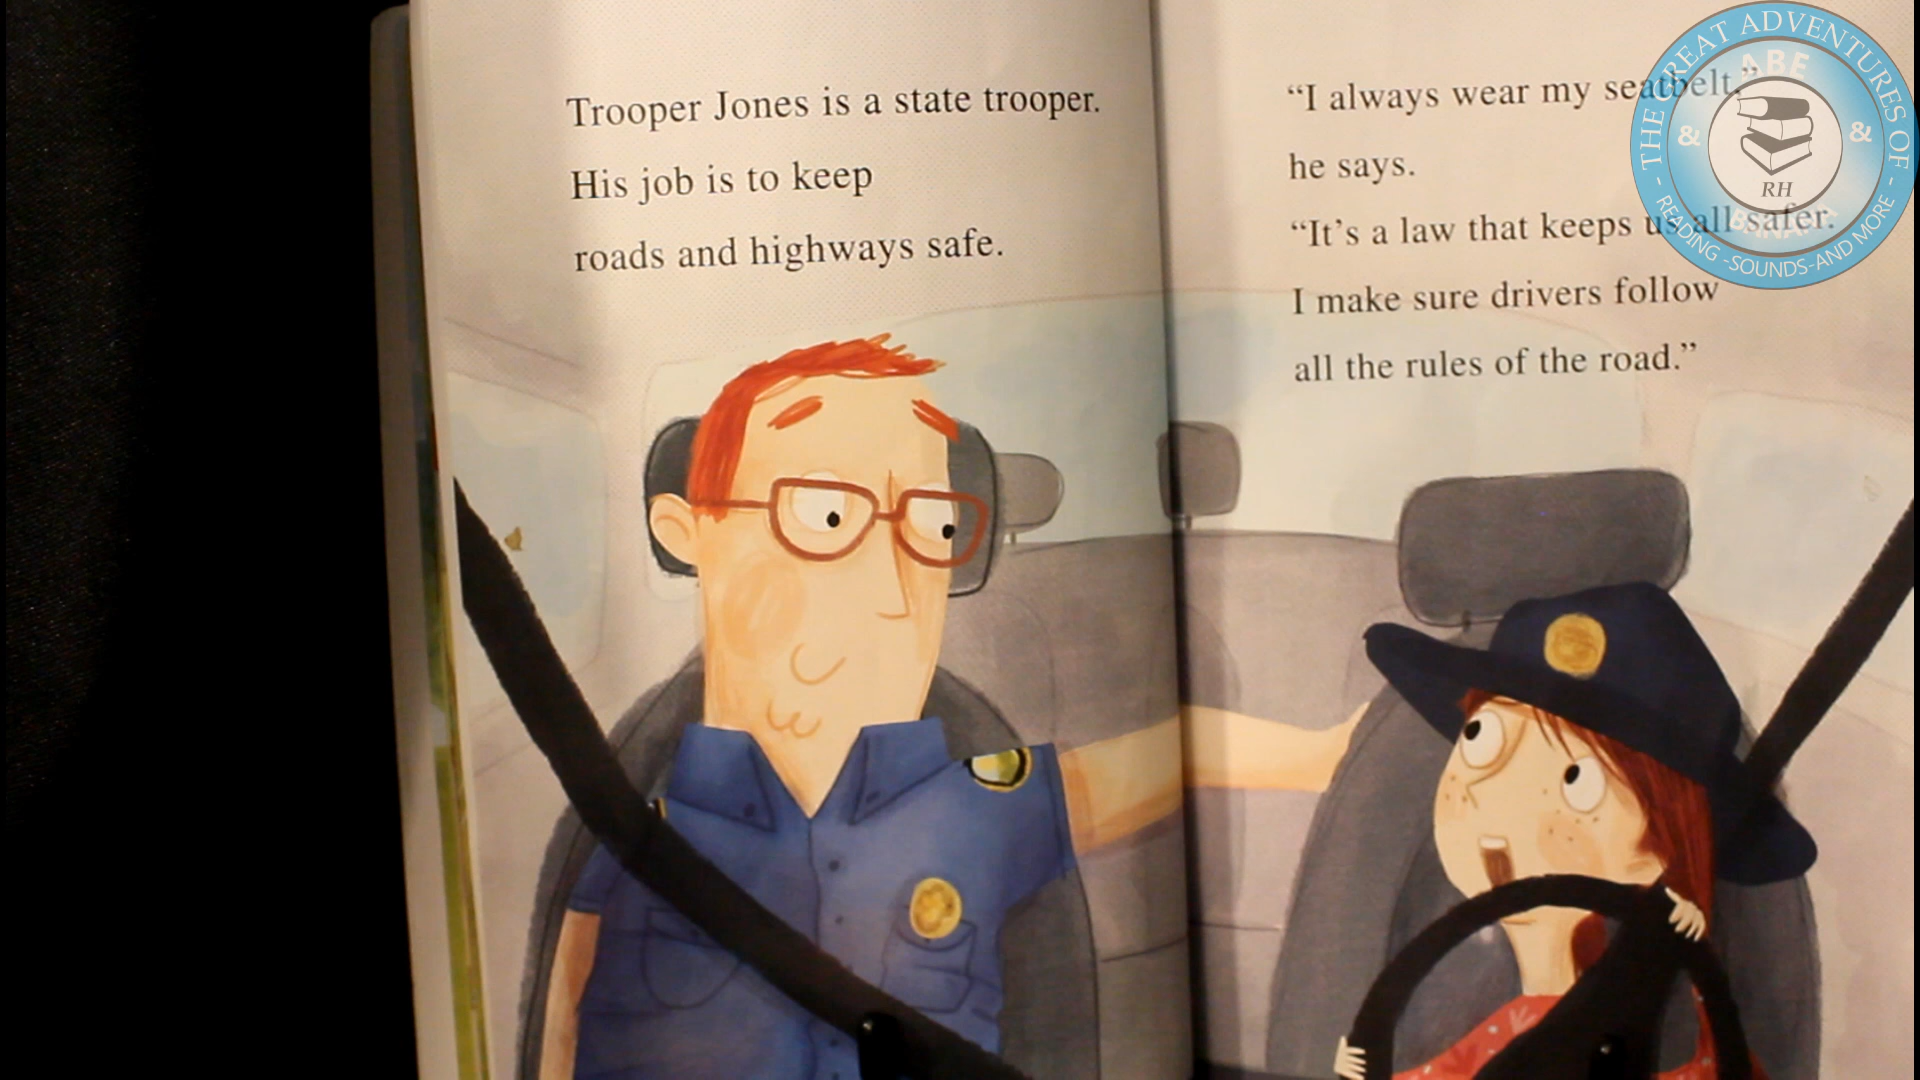 Trooper Jones is a state trooper.
His job is to keep
roads and highways safe.
“I always wear my seatbelt,”
he says.
“It’s a law that keeps us all safer.
I make sure drivers follow
all the rules of the road.”
THE GREAT ADVENTURES OF
ABE
& &
RH
- READING -SOUNDS-AND MORE -